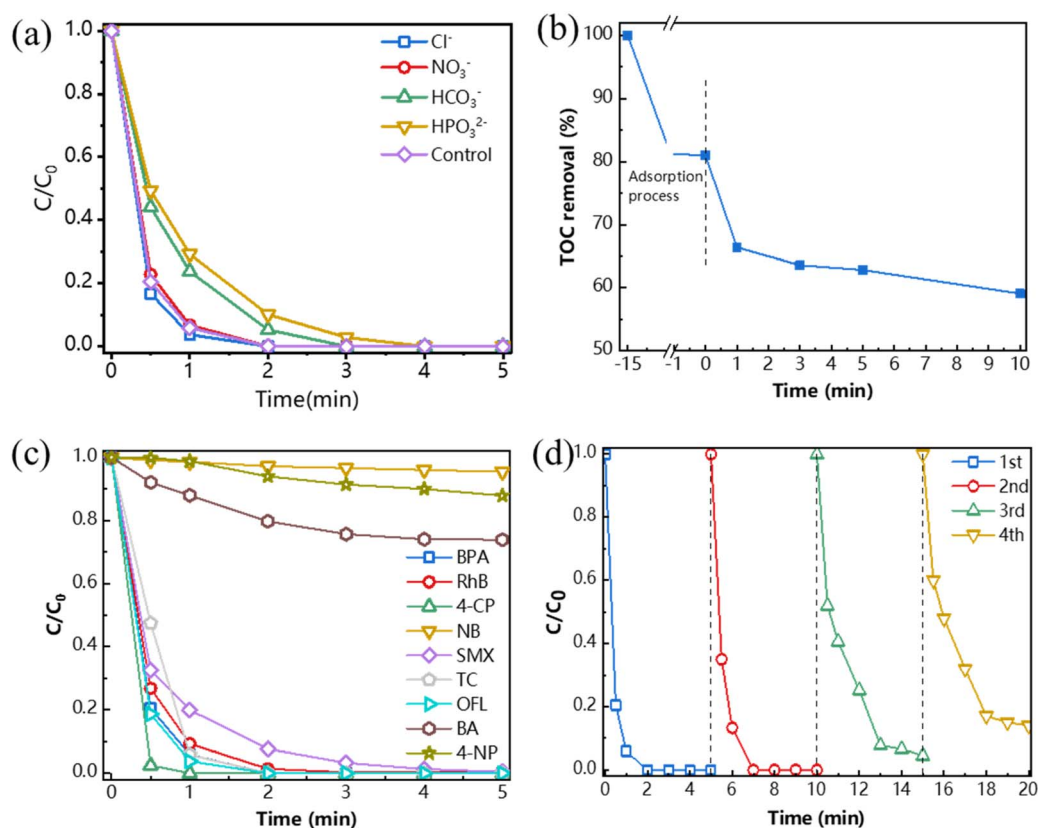 (a)
C/C₀
1.0
0.8
0.6
0.4
0.2
0.0
0 1 2 3 4 5
Time(min)
Cl⁻
NO₃⁻
HCO₃⁻
HPO₃²⁻
Control
(b)
TOC removal (%)
100
90
80
70
60
50
Adsorption
process
-15 -1 0 1 2 3 4 5 6 7 8 9 10
Time (min)
(c)
C/C₀
1.0
0.8
0.6
0.4
0.2
0.0
0 1 2 3 4 5
Time (min)
BPA
RhB
4-CP
NB
SMX
TC
OFL
BA
4-NP
(d)
C/C₀
1.0
0.8
0.6
0.4
0.2
0.0
0 2 4 6 8 10 12 14 16 18 20
Time (min)
1st
2nd
3rd
4th